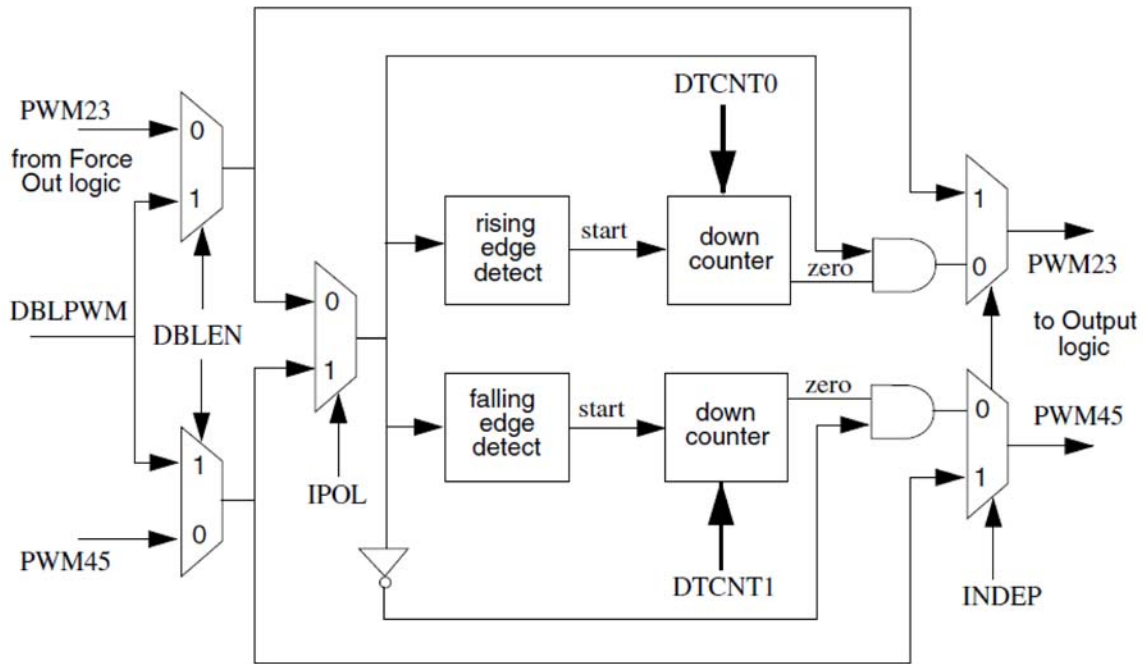 DTCNT0
PWM23
0
from Force
Out logic
1
rising
edge
detect
start
down
counter
zero
1
0
PWM23
to Output
logic
DBLPWM
DBLEN
0
1
IPOL
falling
edge
detect
start
down
counter
zero
0
1
PWM45
1
0
PWM45
DTCNT1
INDEP